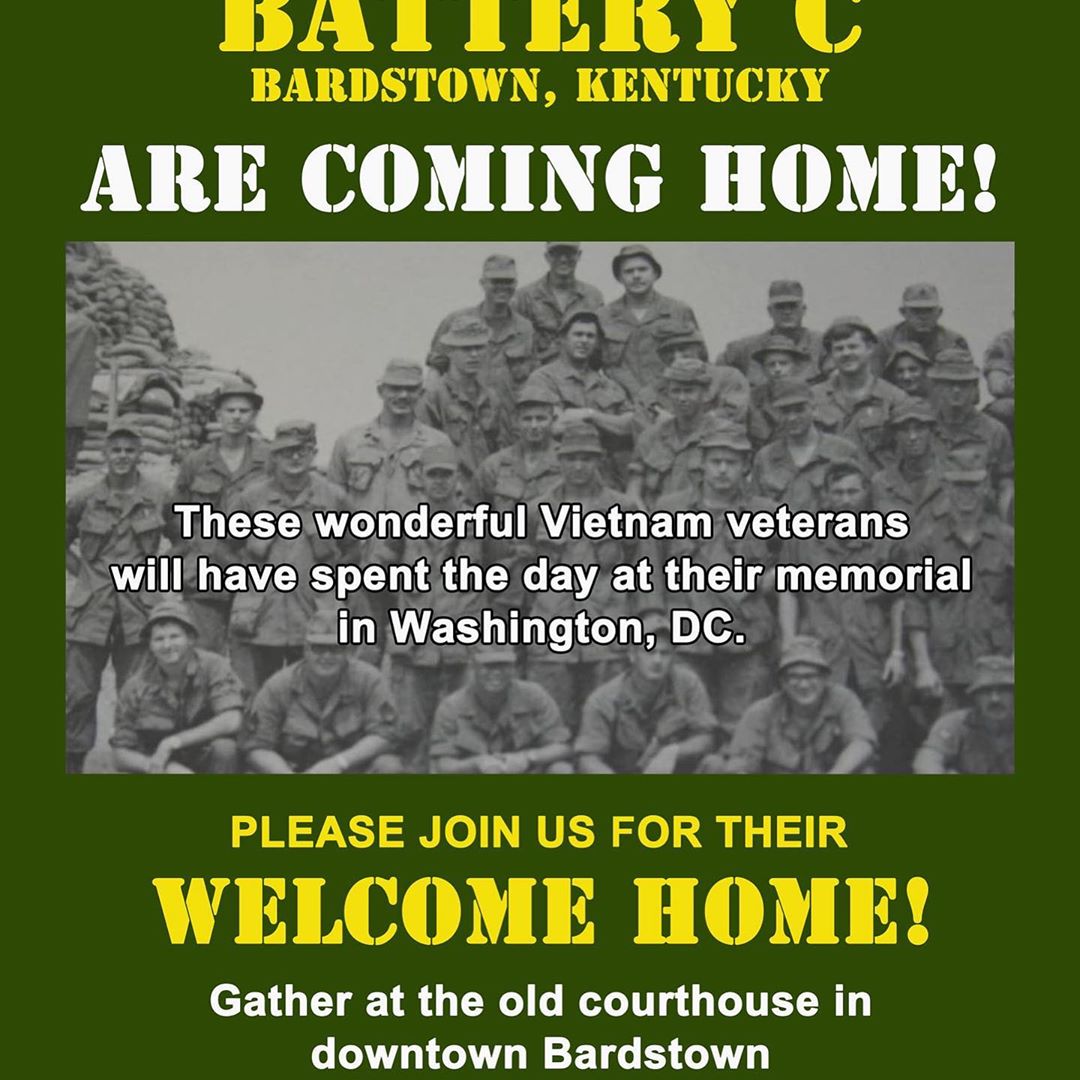 BATTERY C
BARDSTOWN, KENTUCKY
ARE COMING HOME!
These wonderful Vietnam veterans
will have spent the day at their memorial
in Washington, DC.
PLEASE JOIN US FOR THEIR
WELCOME HOME!
Gather at the old courthouse in
downtown Bardstown